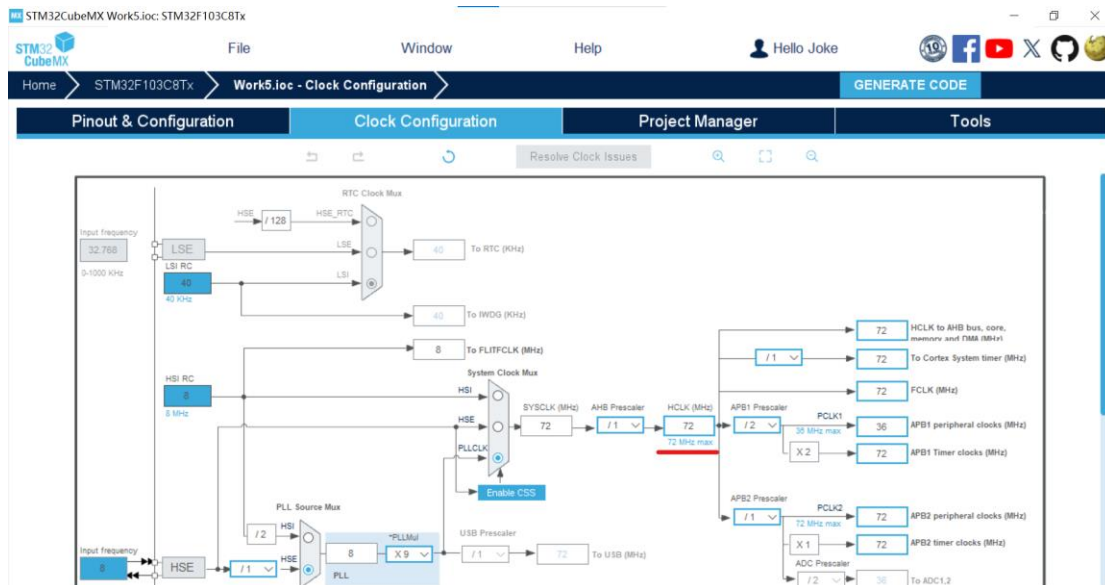 STM32CubeMX Work5.ioc: STM32F103C8Tx
STM32 CubeMX
File
Window
Help
Hello Joke
10
Home
STM32F103C8Tx
Work5.ioc - Clock Configuration
GENERATE CODE
Pinout & Configuration
Clock Configuration
Project Manager
Tools
Resolve Clock Issues
RTC Clock Mux
HSE
/ 128
HSE_RTC
Input frequency
32.768
0-1000 KHz
LSE
LSE
40
To RTC (KHz)
LSI RC
40
40 KHz
LSI
40
To IWDG (KHz)
8
To FLITFCLK (MHz)
HSI RC
8
8 MHz
System Clock Mux
HSI
HSE
PLLCLK
SYSCLK (MHz)
72
AHB Prescaler
/ 1
HCLK (MHz)
72
72 MHz max
72
HCLK to AHB bus, core,
memory and DMA (MHz)
/ 1
72
To Cortex System timer (MHz)
72
FCLK (MHz)
APB1 Prescaler
/ 2
PCLK1
36 MHz max
36
APB1 peripheral clocks (MHz)
X 2
72
APB1 Timer clocks (MHz)
Enable CSS
PLL Source Mux
/ 2
HSI
HSE
Input frequency
8
HSE
/ 1
8
*PLLMul
X 9
PLL
USB Prescaler
/ 1
72
To USB (MHz)
APB2 Prescaler
/ 1
PCLK2
72 MHz max
72
APB2 peripheral clocks (MHz)
X 1
72
APB2 timer clocks (MHz)
ADC Prescaler
/ 2
36
To ADC1,2